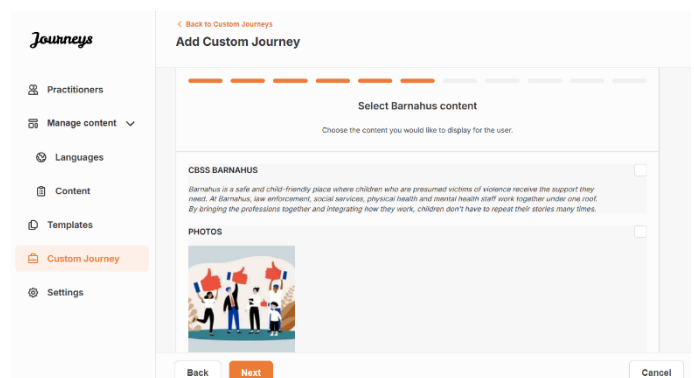 < Back to Custom Journeys
Journeys
Add Custom Journey
Practitioners
Manage content
Languages
Content
Templates
Custom Journey
Settings
Select Barnahus content
Choose the content you would like to display for the user.
CBSS BARNAHUS
Barnahus is a safe and child-friendly place where children who are presumed victims of violence receive the support they
need. At Barnahus, law enforcement, social services, physical health and mental health staff work together under one roof.
By bringing the professions together and integrating how they work, children don't have to repeat their stories many times.
PHOTOS
Back
Next
Cancel